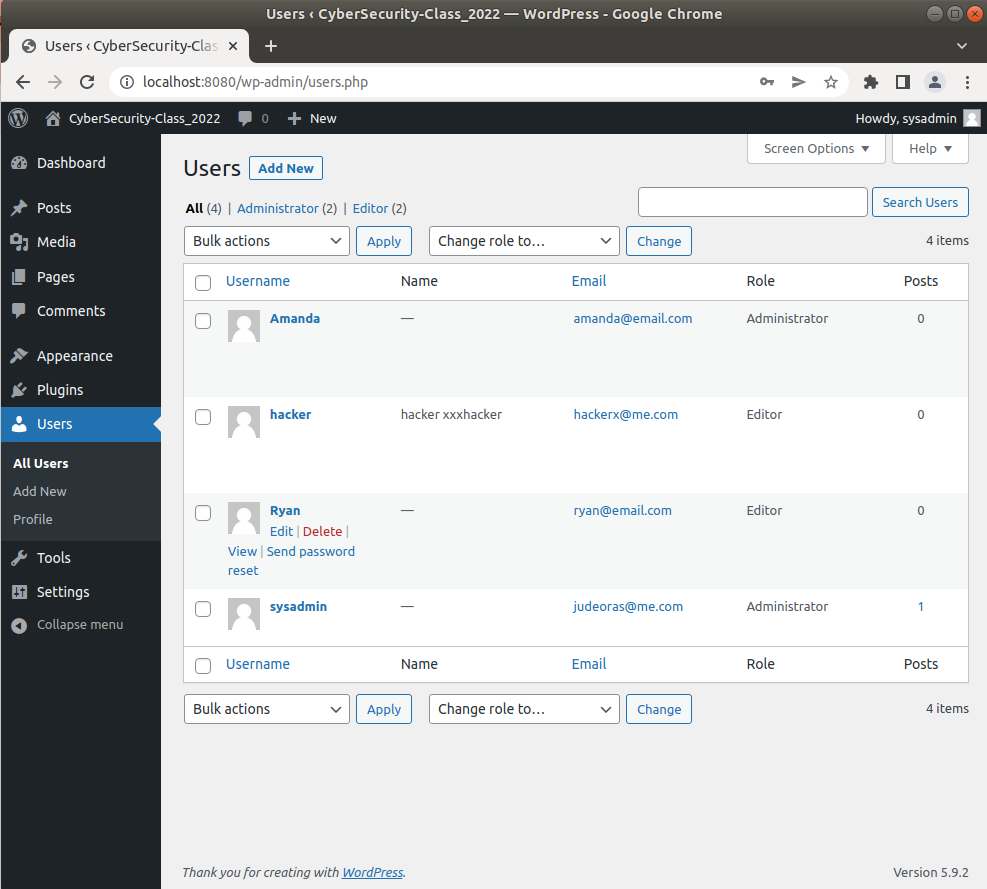 Users ‹ CyberSecurity-Class_2022 — WordPress - Google Chrome
Users ‹ CyberSecurity-Clas
localhost:8080/wp-admin/users.php
CyberSecurity-Class_2022 0 New Howdy, sysadmin
Screen Options Help
Dashboard
Posts
Media
Pages
Comments
Appearance
Plugins
Users
All Users
Add New
Profile
Tools
Settings
Collapse menu
Users Add New
All (4) | Administrator (2) | Editor (2) Search Users
Bulk actions Apply Change role to… Change 4 items
Username Name Email Role Posts
Amanda — amanda@email.com Administrator 0
hacker hacker xxxhacker hackerx@me.com Editor 0
Ryan — ryan@email.com Editor 0
Edit | Delete |
View | Send password
reset
sysadmin — judeoras@me.com Administrator 1
Username Name Email Role Posts
Bulk actions Apply Change role to… Change 4 items
Thank you for creating with WordPress. Version 5.9.2